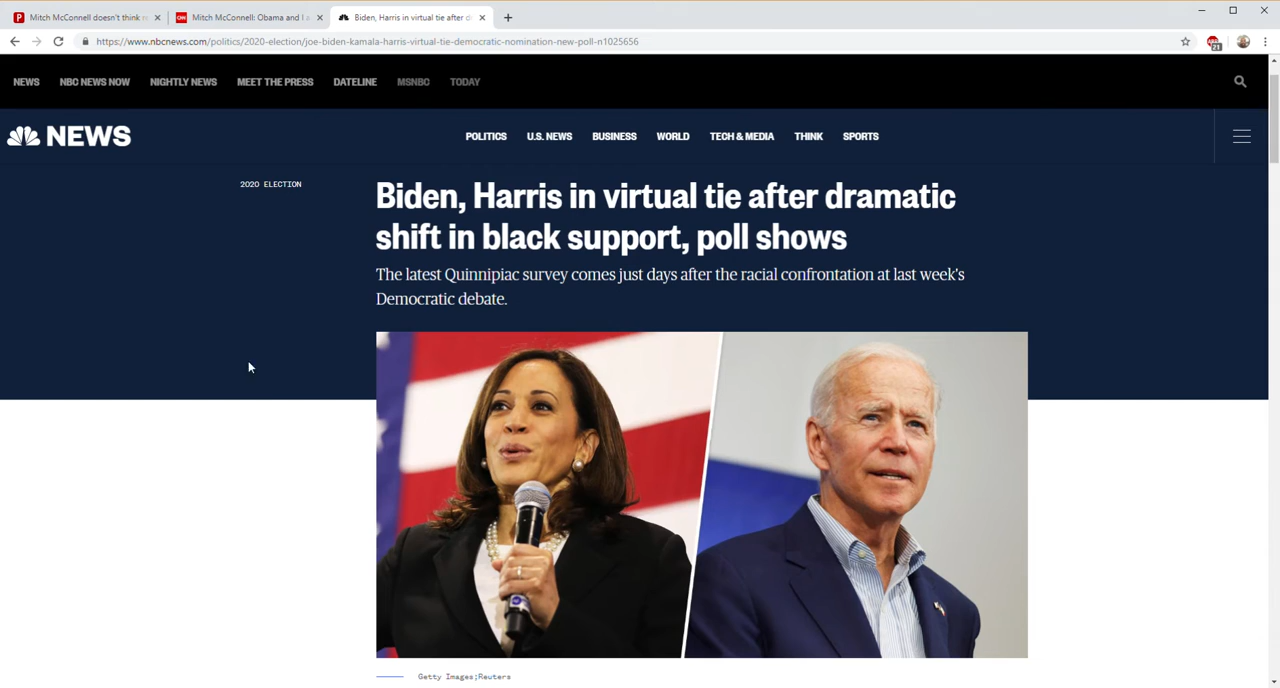 Mitch McConnell doesn't think re
Mitch McConnell: Obama and I a
Biden, Harris in virtual tie after d
https://www.nbcnews.com/politics/2020-election/joe-biden-kamala-harris-virtual-tie-democratic-nomination-new-poll-n1025656
21
NEWS NBC NEWS NOW NIGHTLY NEWS MEET THE PRESS DATELINE MSNBC TODAY
NEWS
POLITICS U.S. NEWS BUSINESS WORLD TECH & MEDIA THINK SPORTS
2020 ELECTION
Biden, Harris in virtual tie after dramatic
shift in black support, poll shows
The latest Quinnipiac survey comes just days after the racial confrontation at last week's
Democratic debate.
Getty Images;Reuters